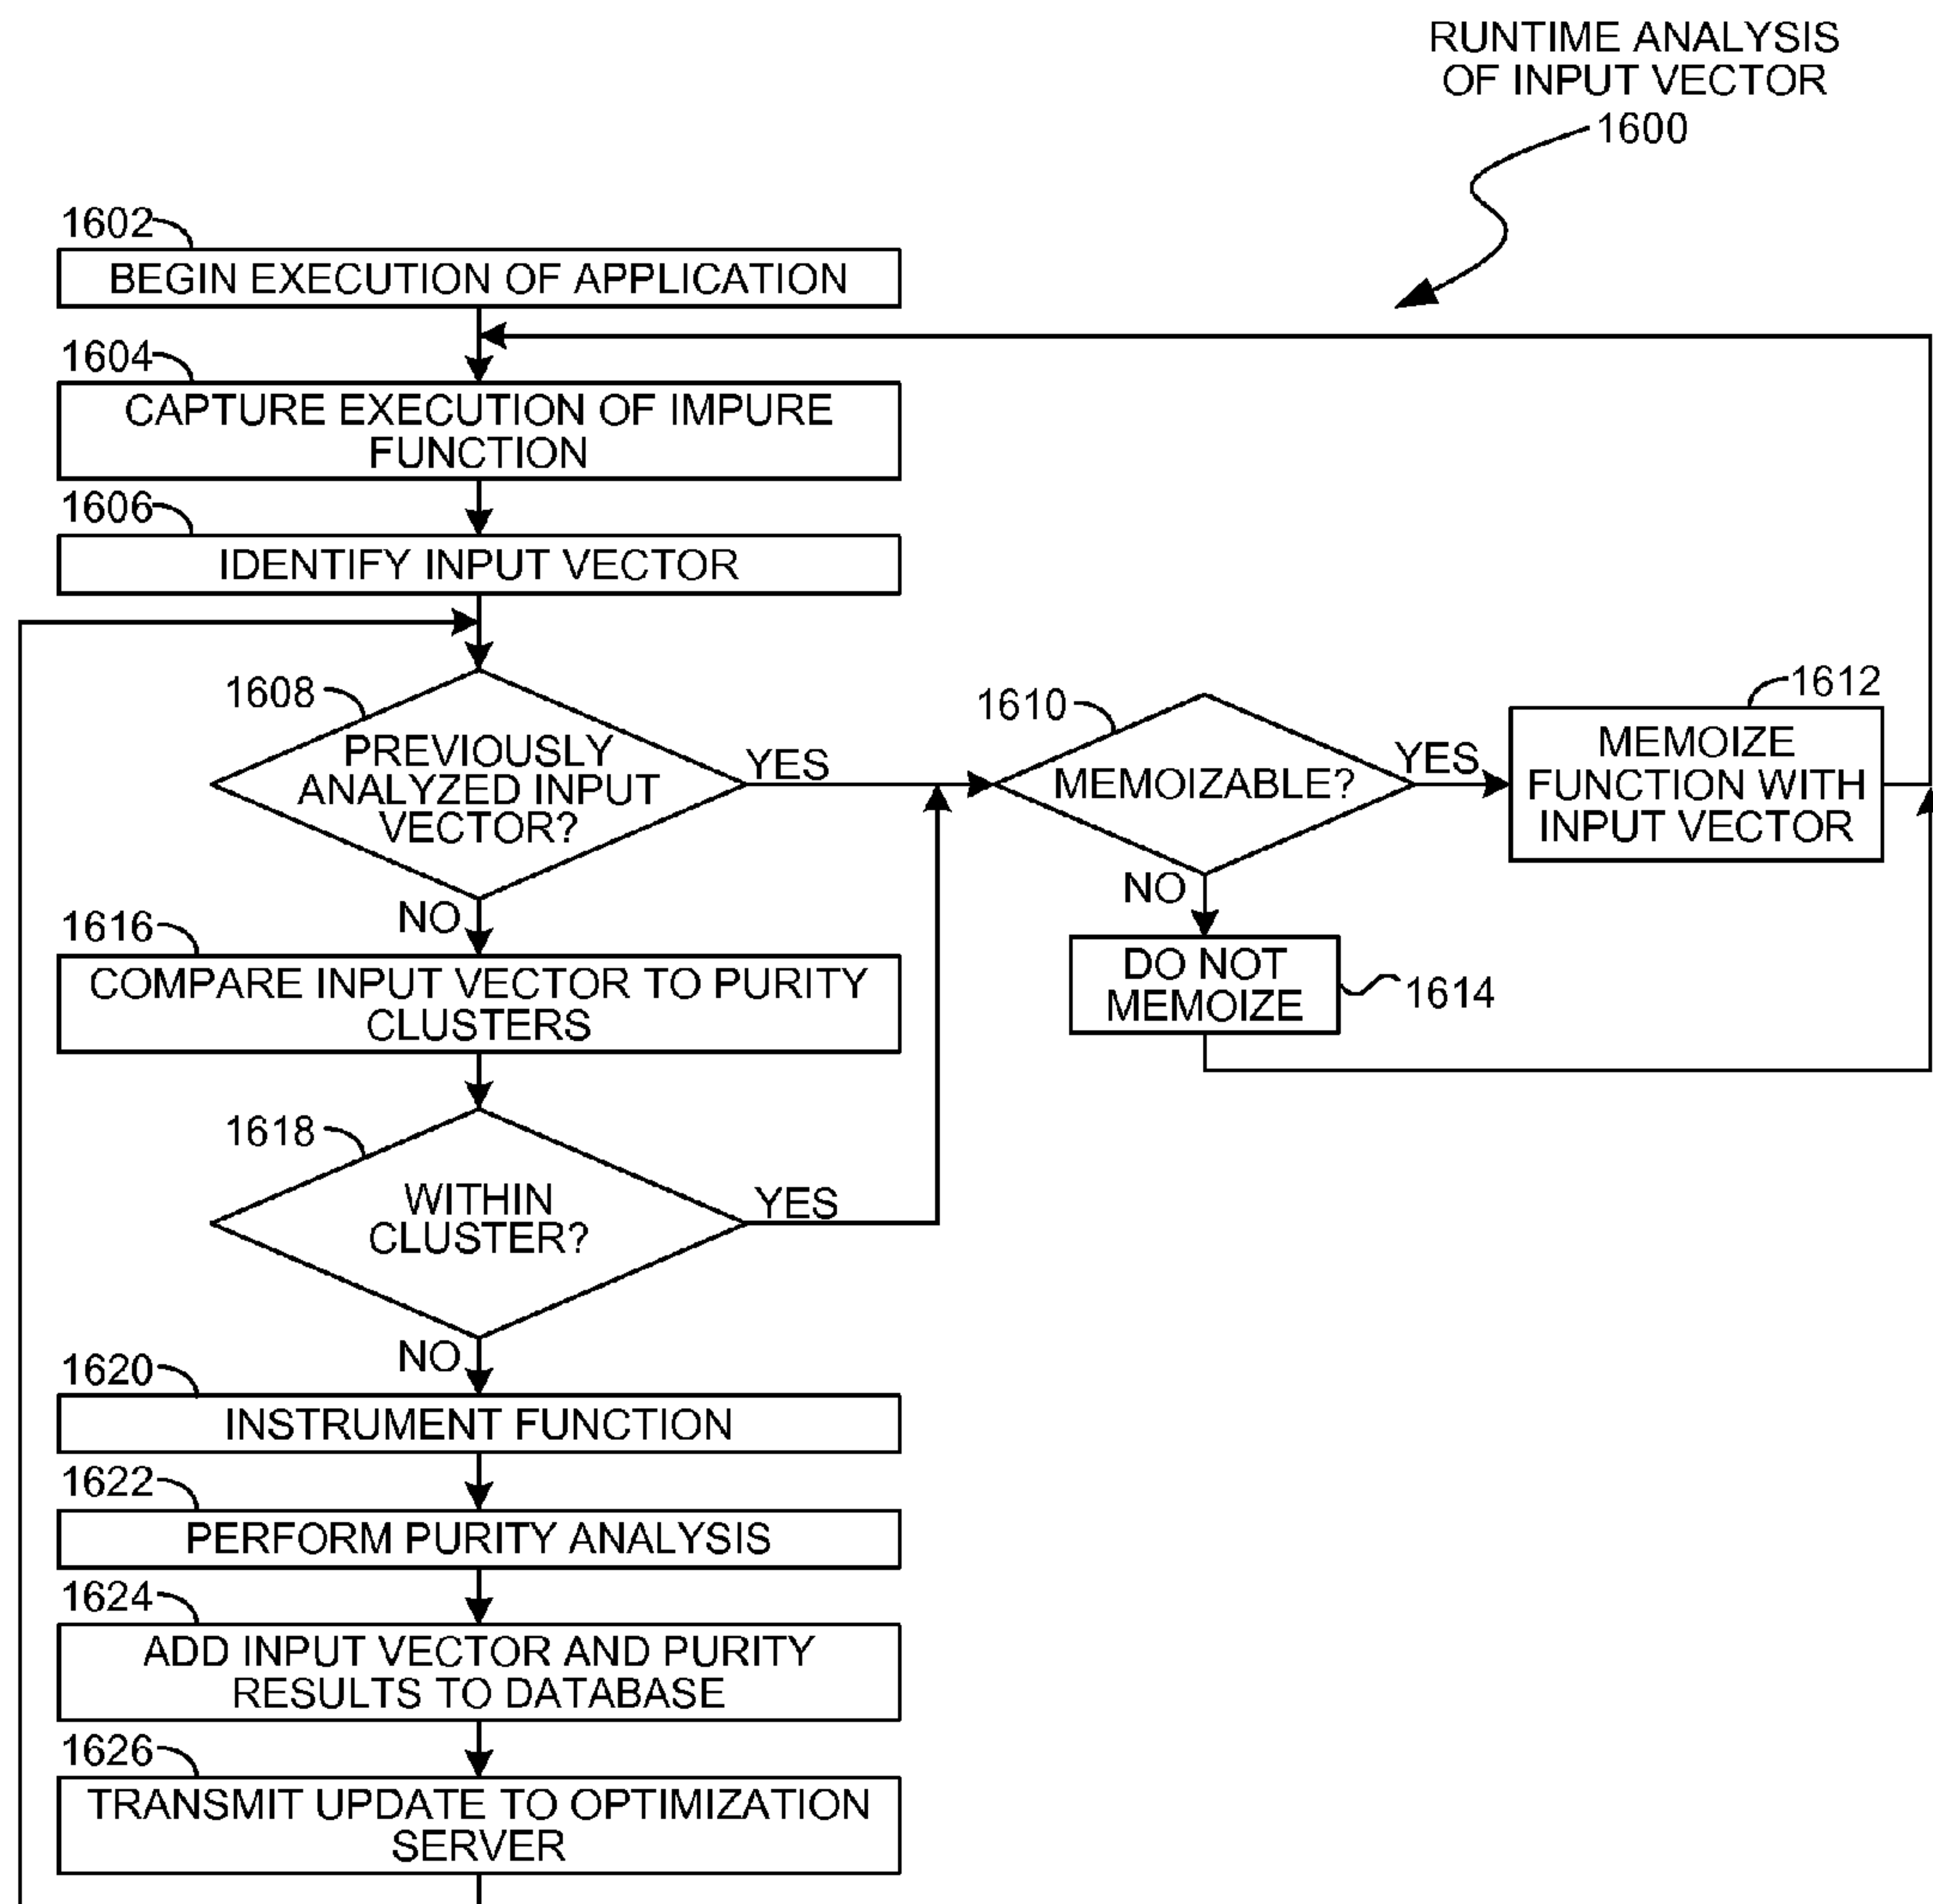 RUNTIME ANALYSIS
OF INPUT VECTOR
1600
1602
BEGIN EXECUTION OF APPLICATION
1604
CAPTURE EXECUTION OF IMPURE
FUNCTION
1606
IDENTIFY INPUT VECTOR
1608
PREVIOUSLY
ANALYZED INPUT
VECTOR?
YES
NO
1610
MEMOIZABLE?
YES
NO
1612
MEMOIZE
FUNCTION WITH
INPUT VECTOR
DO NOT
MEMOIZE
1614
1616
COMPARE INPUT VECTOR TO PURITY
CLUSTERS
1618
WITHIN
CLUSTER?
YES
NO
1620
INSTRUMENT FUNCTION
1622
PERFORM PURITY ANALYSIS
1624
ADD INPUT VECTOR AND PURITY
RESULTS TO DATABASE
1626
TRANSMIT UPDATE TO OPTIMIZATION
SERVER